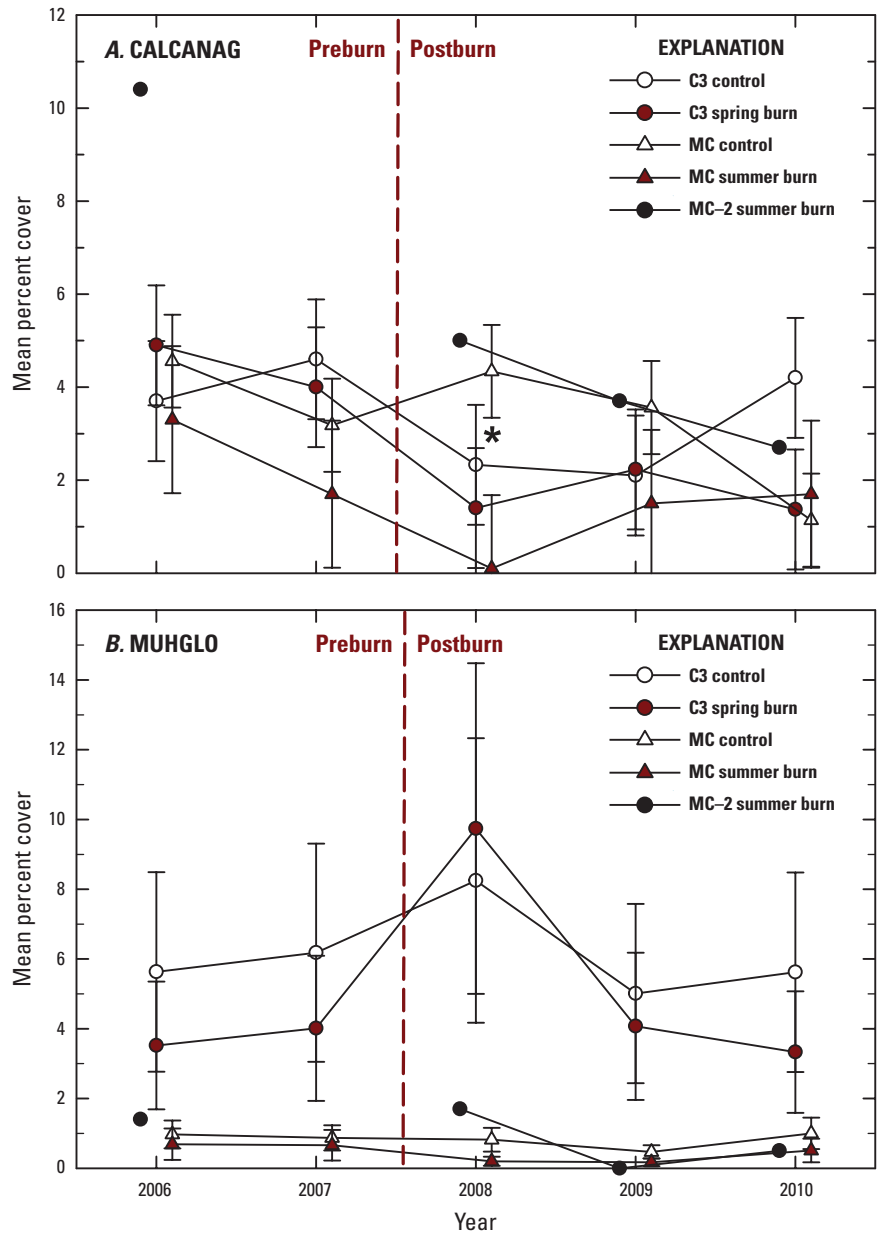 12
10
8
6
4
2
0
Mean percent cover
A. CALCANAG
Preburn
Postburn
EXPLANATION
C3 control
C3 spring burn
MC control
MC summer burn
MC–2 summer burn
*
16
14
12
10
8
6
4
2
0
Mean percent cover
B. MUHGLO
Preburn
Postburn
EXPLANATION
C3 control
C3 spring burn
MC control
MC summer burn
MC–2 summer burn
2006
2007
2008
2009
2010
Year